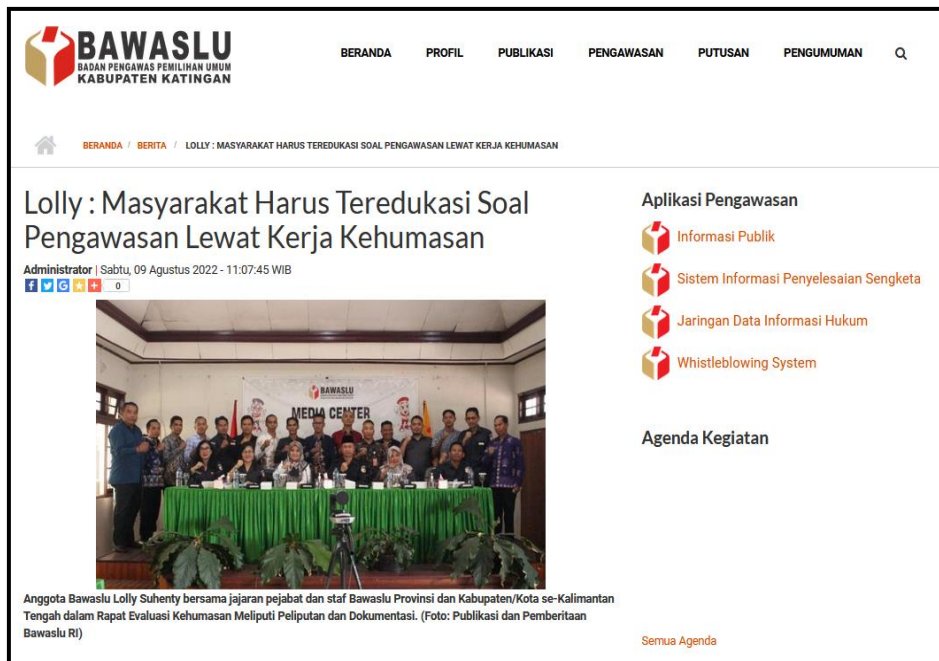 BAWASLU
BADAN PENGAWAS PEMILIHAN UMUM
KABUPATEN KATINGAN
BERANDA PROFIL PUBLIKASI PENGAWASAN PUTUSAN PENGUMUMAN
BERANDA / BERITA / LOLLY : MASYARAKAT HARUS TEREDUKASI SOAL PENGAWASAN LEWAT KERJA KEHUMASAN
Lolly : Masyarakat Harus Teredukasi Soal
Pengawasan Lewat Kerja Kehumasan
Administrator | Sabtu, 09 Agustus 2022 - 11:07:45 WIB
0
BAWASLU
MEDIA CENTER
Anggota Bawaslu Lolly Suhenty bersama jajaran pejabat dan staf Bawaslu Provinsi dan Kabupaten/Kota se-Kalimantan
Tengah dalam Rapat Evaluasi Kehumasan Meliputi Peliputan dan Dokumentasi. (Foto: Publikasi dan Pemberitaan
Bawaslu RI)
Aplikasi Pengawasan
Informasi Publik
Sistem Informasi Penyelesaian Sengketa
Jaringan Data Informasi Hukum
Whistleblowing System
Agenda Kegiatan
Semua Agenda